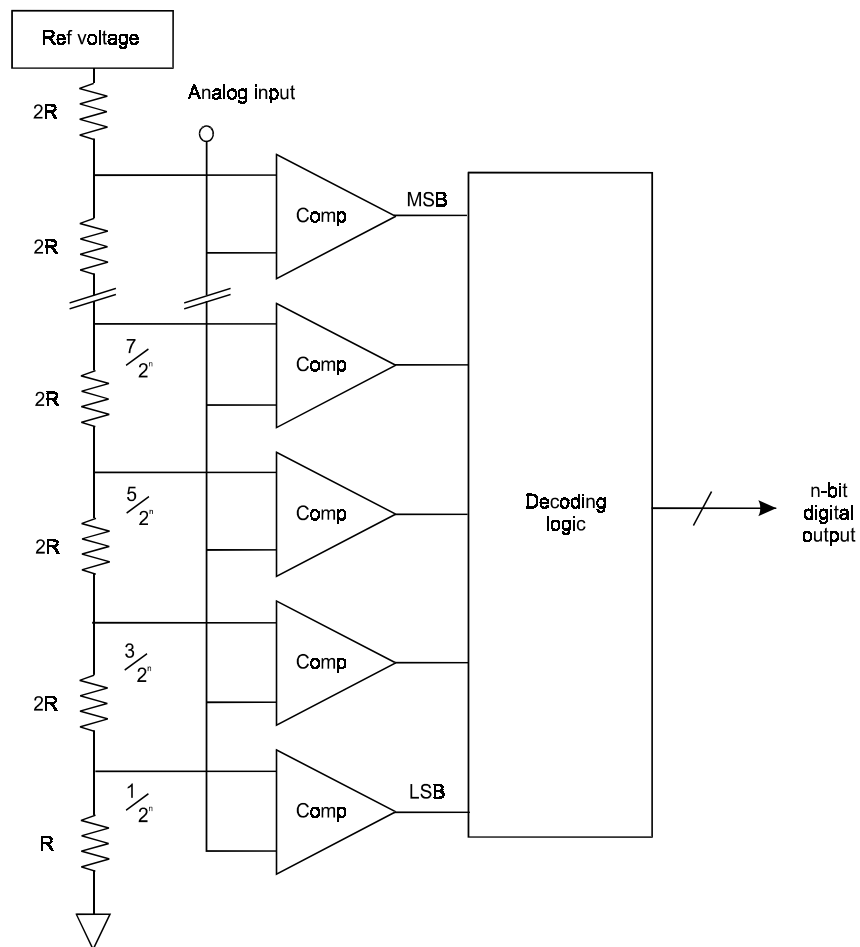 Ref voltage
Analog input
2R
Comp
MSB
2R
7/2ⁿ
Comp
2R
5/2ⁿ
Comp
Decoding
logic
n-bit
digital
output
2R
3/2ⁿ
Comp
2R
1/2ⁿ
Comp
LSB
R